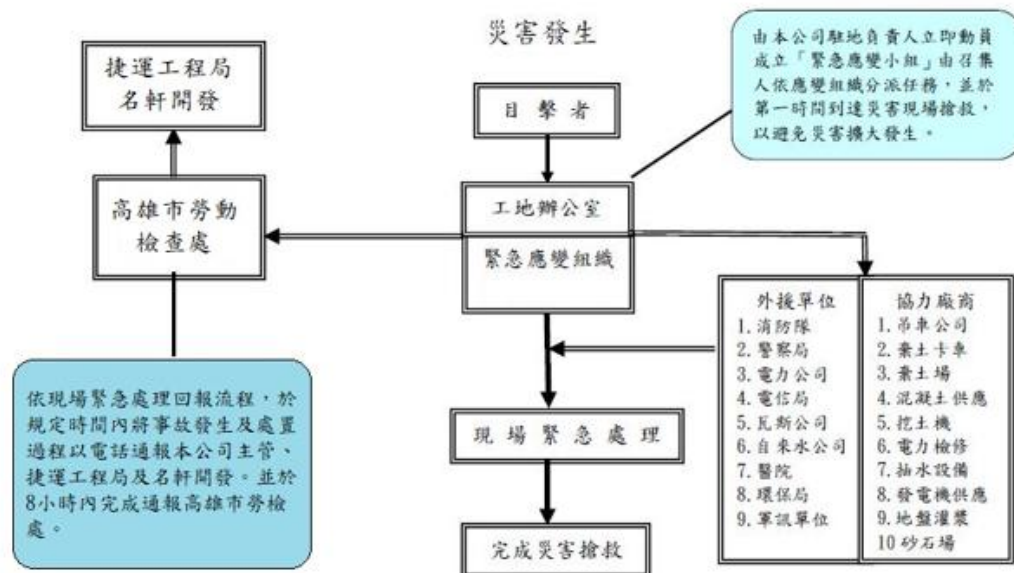 災害發生
捷運工程局
名軒開發
目擊者
由本公司駐地負責人立即動員
成立「緊急應變小組」由召集
人依應變組織分派任務，並於
第一時間到達災害現場搶救，
以避免災害擴大發生。
高雄市勞動
檢查處
工地辦公室
緊急應變組織
外援單位
1.消防隊
2.警察局
3.電力公司
4.電信局
5.瓦斯公司
6.自來水公司
7.醫院
8.環保局
9.軍訊單位
協力廠商
1.吊車公司
2.棄土卡車
3.棄土場
4.混凝土供應
5.挖土機
6.電力檢修
7.抽水設備
8.發電機供應
9.地盤灌漿
10砂石場
依現場緊急處理回報流程，於
規定時間內將事故發生及處置
過程以電話通報本公司主管、
捷運工程局及名軒開發。並於
8小時內完成通報高雄市勞檢
處。
現場緊急處理
完成災害搶救